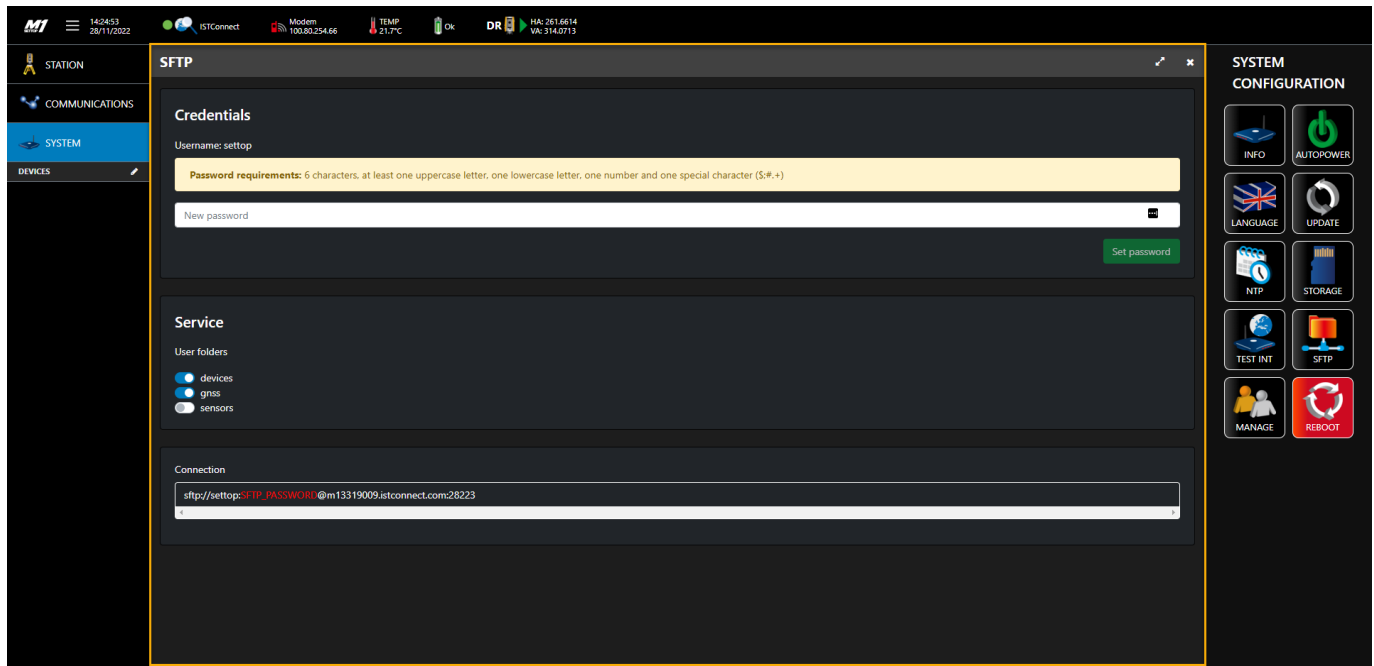 M1
SETTOP
14:24:53
28/11/2022
ISTConnect
Modem
100.80.254.66
TEMP
21.7°C
Ok
DR
HA: 261.6614
VA: 314.0713
STATION
COMMUNICATIONS
SYSTEM
DEVICES
SFTP
Credentials
Username: settop
Password requirements: 6 characters, at least one uppercase letter, one lowercase letter, one number and one special character ($;#.+)
New password
Set password
Service
User folders
devices
gnss
sensors
Connection
sftp://settop:SFTP_PASSWORD@m13319009.istconnect.com:28223
SYSTEM
CONFIGURATION
INFO
AUTOPOWER
LANGUAGE
UPDATE
NTP
STORAGE
TEST INT
SFTP
MANAGE
REBOOT